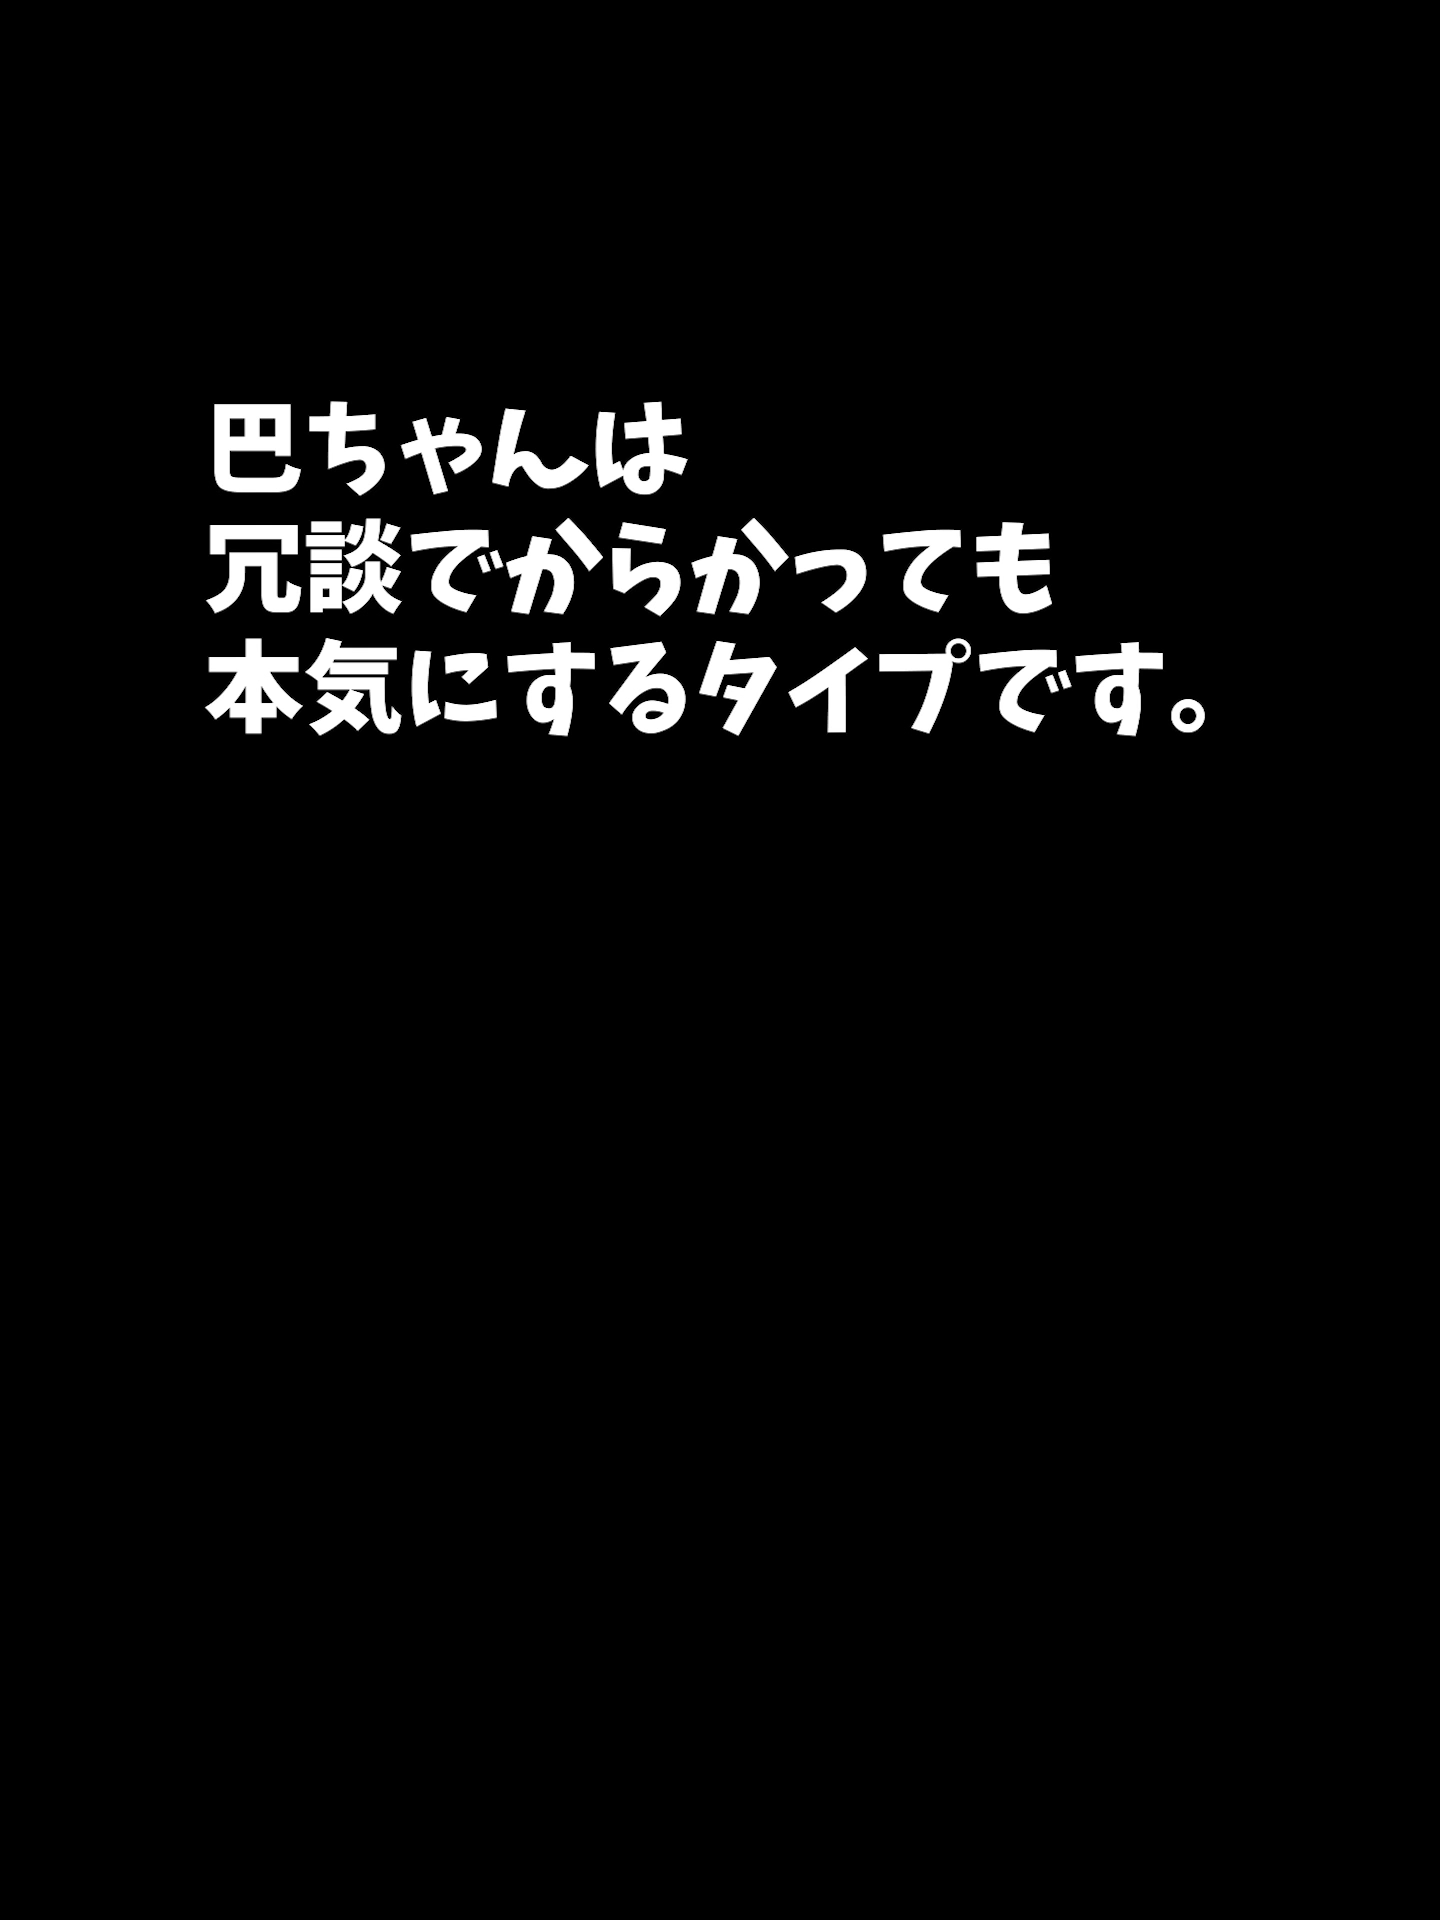 巴ちゃんは
冗談でからかっても
本気にするタイプです。